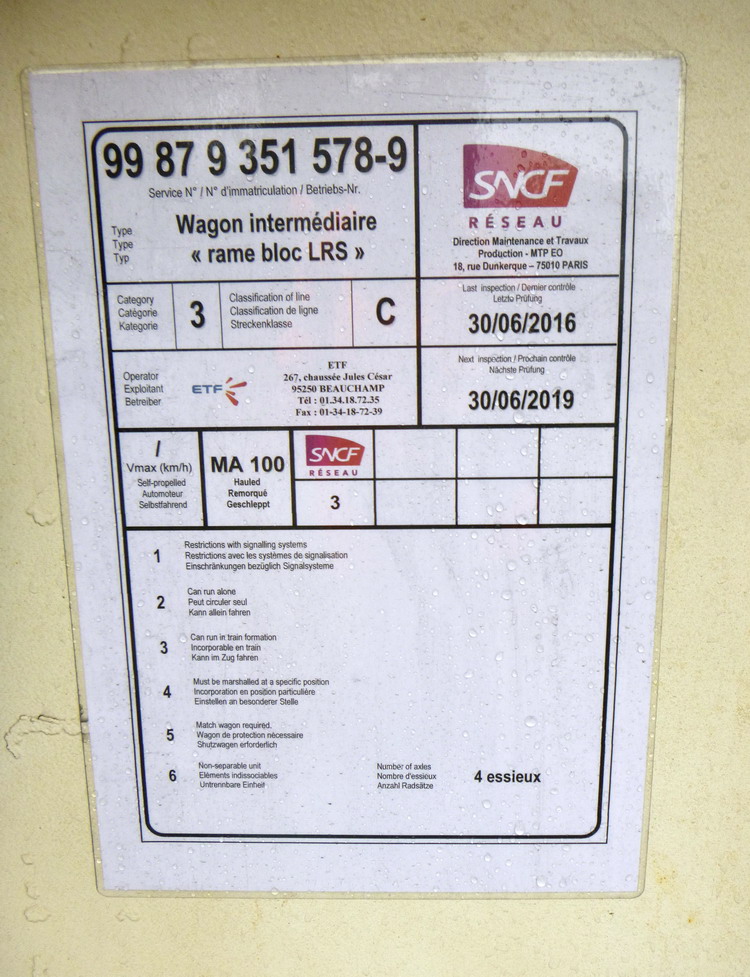 99 87 9 351 578-9
Service N° / N° d'immatriculation / Betriebs-Nr.
Type
Type
Typ
Wagon intermédiaire
« rame bloc LRS »
SNCF
RÉSEAU
Direction Maintenance et Travaux
Production - MTP EO
18, rue Dunkerque – 75010 PARIS
Category
Catégorie
Kategorie
3
Classification of line
Classification de ligne
Streckenklasse
C
Last inspection / Dernier contrôle
Letzte Prüfung
30/06/2016
Operator
Exploitant
Betreiber
ETF
ETF
267, chaussée Jules César
95250 BEAUCHAMP
Tél : 01.34.18.72.35
Fax : 01-34-18-72-39
Next inspection / Prochain contrôle
Nächste Prüfung
30/06/2019
/
Vmax (km/h)
Self-propelled
Automoteur
Selbstfahrend
MA 100
Hauled
Remorqué
Geschleppt
SNCF
RÉSEAU
3
1
Restrictions with signalling systems
Restrictions avec les systèmes de signalisation
Einschränkungen bezüglich Signalsysteme
2
Can run alone
Peut circuler seul
Kann allein fahren
3
Can run in train formation
Incorporable en train
Kann im Zug fahren
4
Must be marshalled at a specific position
Incorporation en position particulière
Einstellen an besonderer Stelle
5
Match wagon required.
Wagon de protection nécessaire
Shutzwagen erforderlich
6
Non-separable unit
Eléments indissociables
Untrennbare Einheit
Number of axles
Nombre d'essieux
Anzahl Radsätze
4 essieux